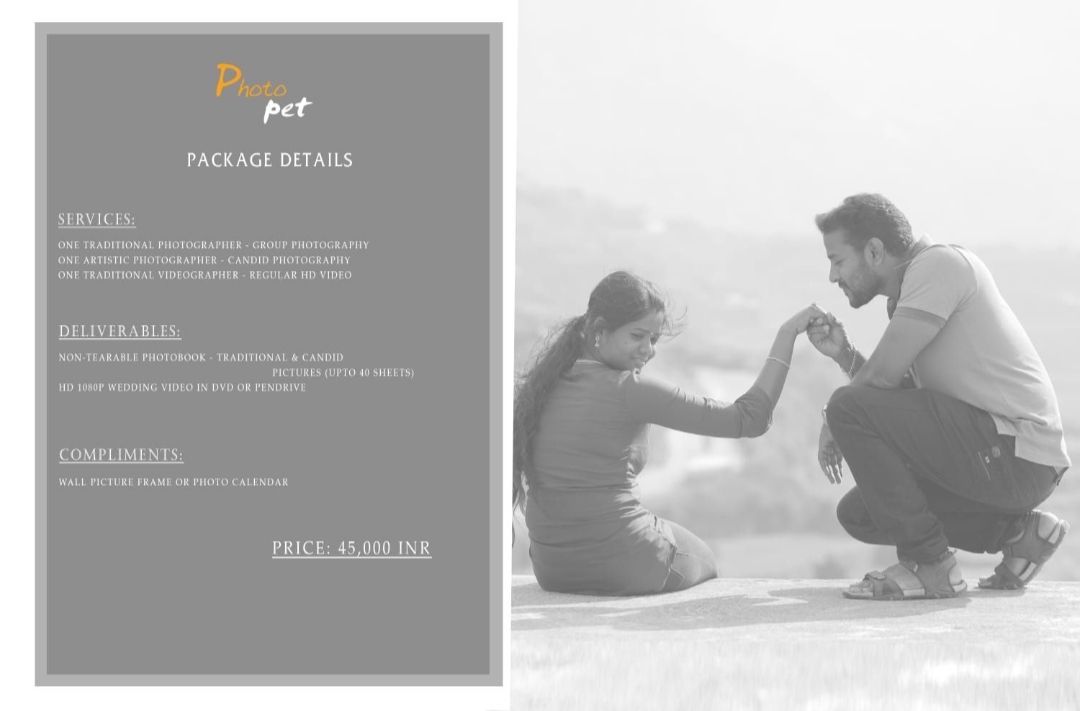 Photo
pet
PACKAGE DETAILS
SERVICES:
ONE TRADITIONAL PHOTOGRAPHER - GROUP PHOTOGRAPHY
ONE ARTISTIC PHOTOGRAPHER - CANDID PHOTOGRAPHY
ONE TRADITIONAL VIDEOGRAPHER - REGULAR HD VIDEO
DELIVERABLES:
NON-TEARABLE PHOTOBOOK - TRADITIONAL & CANDID
PICTURES (UPTO 40 SHEETS)
HD 1080P WEDDING VIDEO IN DVD OR PENDRIVE
COMPLIMENTS:
WALL PICTURE FRAME OR PHOTO CALENDAR
PRICE: 45,000 INR